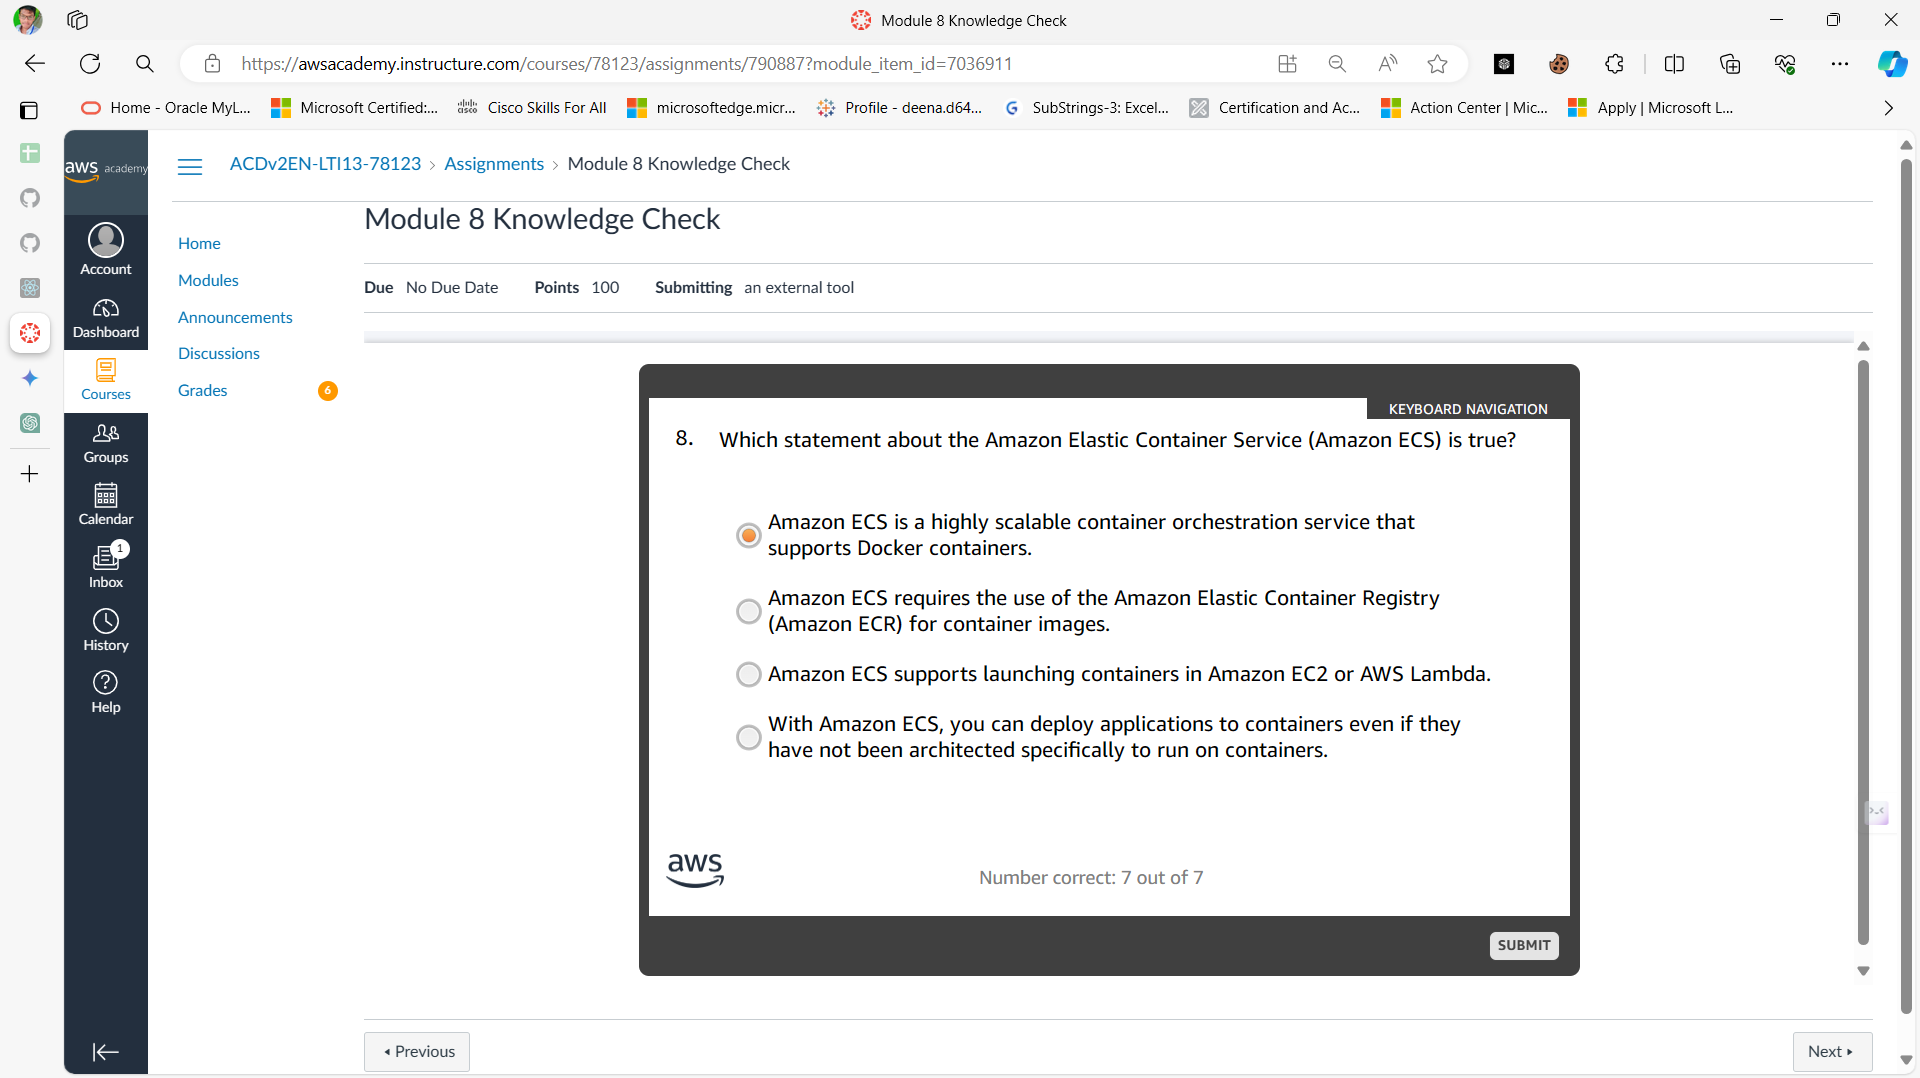 Module 8 Knowledge Check
https://awsacademy.instructure.com/courses/78123/assignments/790887?module_item_id=7036911
Home - Oracle MyL...
Microsoft Certified:...
Cisco Skills For All
microsoftedge.micr...
Profile - deena.d64...
SubStrings-3: Excel...
Certification and Ac...
Action Center | Mic...
Apply | Microsoft L...
aws academy
ACDv2EN-LTI13-78123 › Assignments › Module 8 Knowledge Check
Account
Dashboard
Courses
Groups
Calendar
1
Inbox
History
Help
Home
Modules
Announcements
Discussions
Grades
6
Module 8 Knowledge Check
Due No Due Date Points 100 Submitting an external tool
KEYBOARD NAVIGATION
8. Which statement about the Amazon Elastic Container Service (Amazon ECS) is true?
Amazon ECS is a highly scalable container orchestration service that
supports Docker containers.
Amazon ECS requires the use of the Amazon Elastic Container Registry
(Amazon ECR) for container images.
Amazon ECS supports launching containers in Amazon EC2 or AWS Lambda.
With Amazon ECS, you can deploy applications to containers even if they
have not been architected specifically to run on containers.
aws
Number correct: 7 out of 7
SUBMIT
Previous
Next